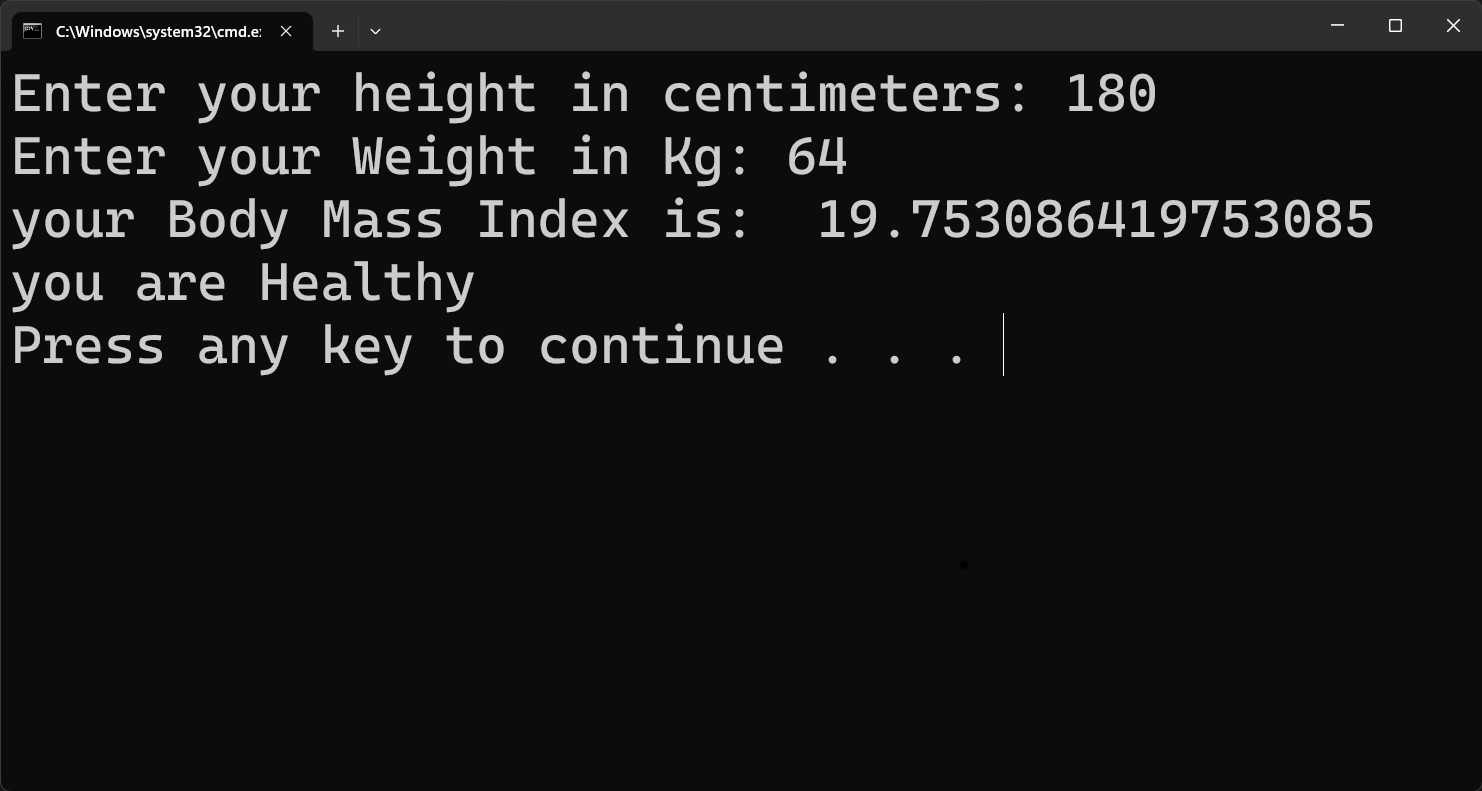 C:\Windows\system32\cmd.e
Enter your height in centimeters: 180
Enter your Weight in Kg: 64
your Body Mass Index is:  19.753086419753085
you are Healthy
Press any key to continue . . .